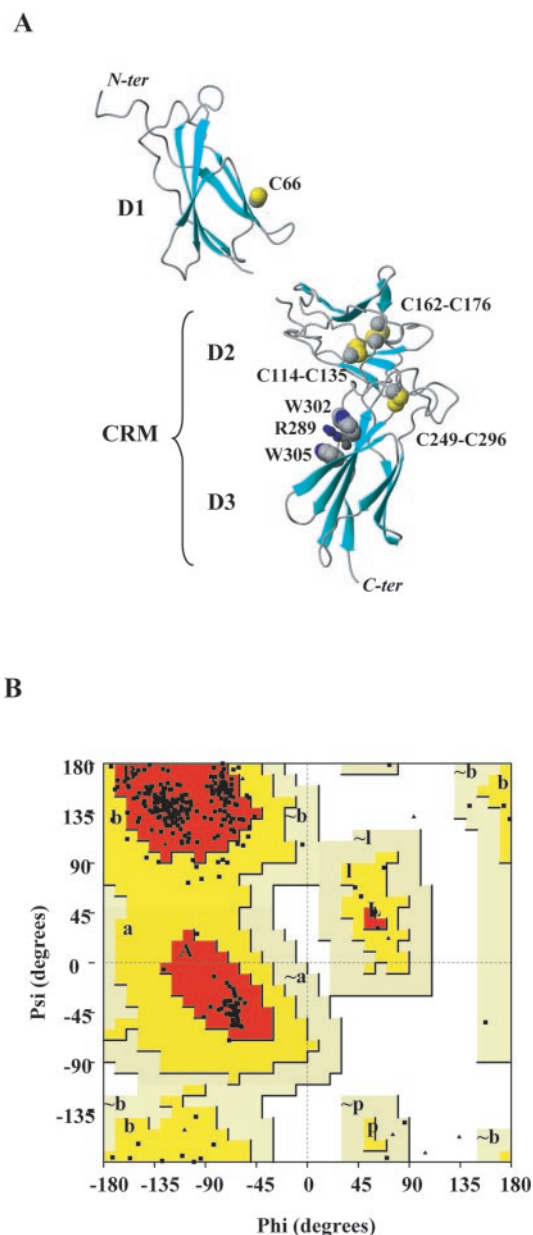 A
N-ter
C66
D1
C162-C176
D2
C114-C135
W302
CRM
R289
C249-C296
W305
D3
C-ter
B
180
135
90
45
0
-45
-90
-135
Psi (degrees)
B
~b
b
b
~b
~l
l
L
a
A
~a
~b
b
~p
p
~b
-180 -135 -90 -45 0 45 90 135 180
Phi (degrees)